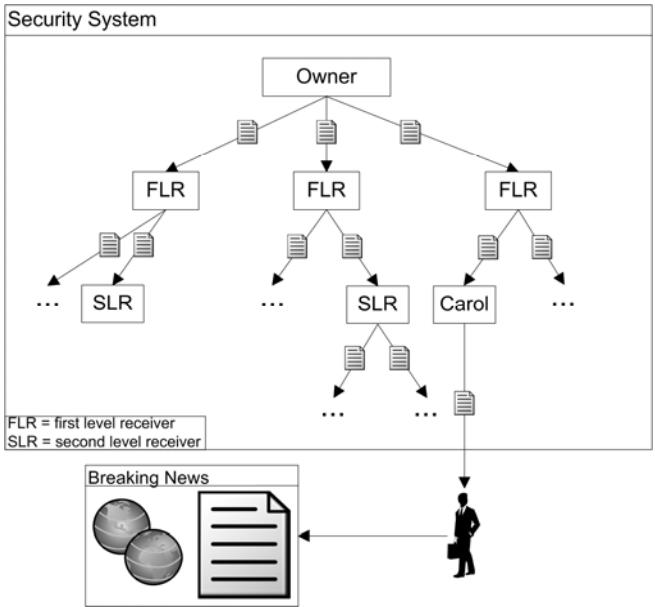 Security System
Owner
FLR FLR FLR
... SLR ... SLR Carol ...
... ...
FLR = first level receiver
SLR = second level receiver
Breaking News